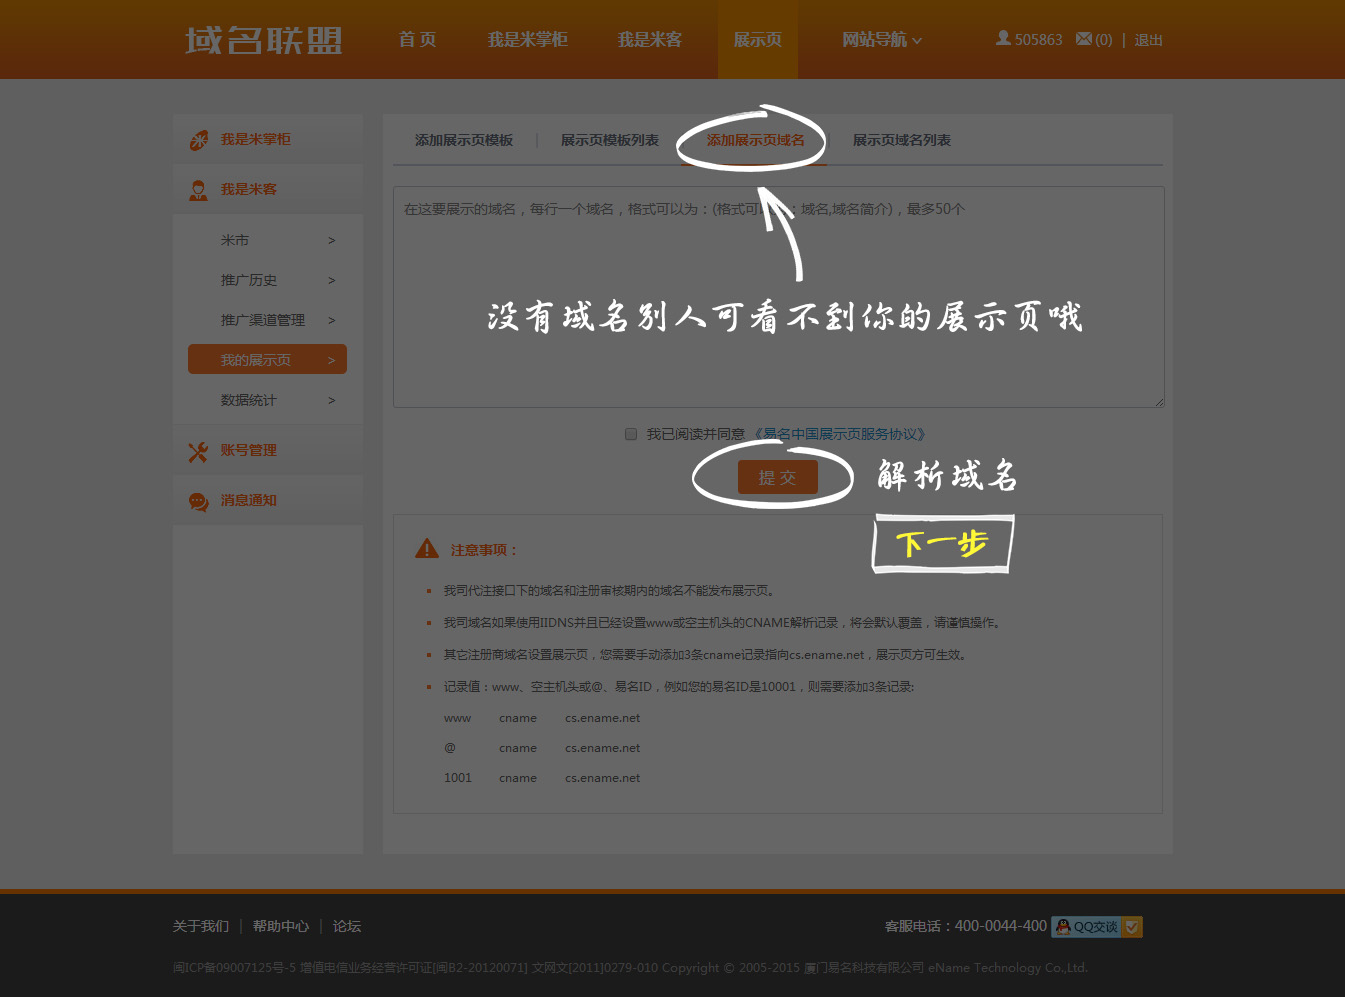 域名联盟
首 页 我是米掌柜 我是米客 展示页 网站导航 505863 (0) | 退出
我是米掌柜
我是米客
米市 >
推广历史 >
推广渠道管理 >
我的展示页 >
数据统计 >
账号管理
消息通知
添加展示页模板 | 展示页模板列表 添加展示页域名 展示页域名列表
在这要展示的域名，每行一个域名，格式可以为：(格式可 ：域名,域名简介)，最多50个
没有域名别人可看不到你的展示页哦
我已阅读并同意 《易名中国展示页服务协议》
提 交
解析域名
下一步
注意事项：
我司代注接口下的域名和注册审核期内的域名不能发布展示页。
我司域名如果使用IIDNS并且已经设置www或空主机头的CNAME解析记录，将会默认覆盖，请谨慎操作。
其它注册商域名设置展示页，您需要手动添加3条cname记录指向cs.ename.net，展示页方可生效。
记录值：www、空主机头或@、易名ID，例如您的易名ID是10001，则需要添加3条记录:
www cname cs.ename.net
@ cname cs.ename.net
1001 cname cs.ename.net
关于我们 | 帮助中心 | 论坛
客服电话：400-0044-400 QQ交谈
闽ICP备09007125号-5 增值电信业务经营许可证[闽B2-20120071] 文网文[2011]0279-010 Copyright © 2005-2015 厦门易名科技有限公司 eName Technology Co.,Ltd.